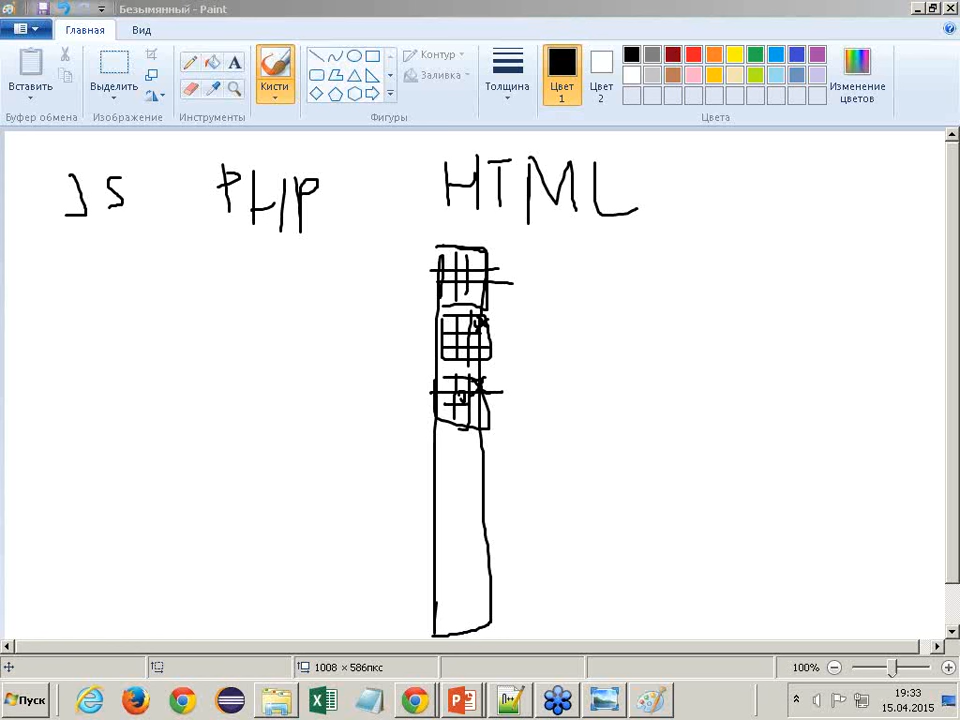 Безымянный - Paint
Главная Вид
Вставить
Выделить
Кисти
Контур
Заливка
Толщина
Цвет 1
Цвет 2
Изменение цветов
Буфер обмена Изображение Инструменты Фигуры Цвета
JS PHP HTML
1008 × 586пкс 100%
Пуск
19:33
15.04.2015